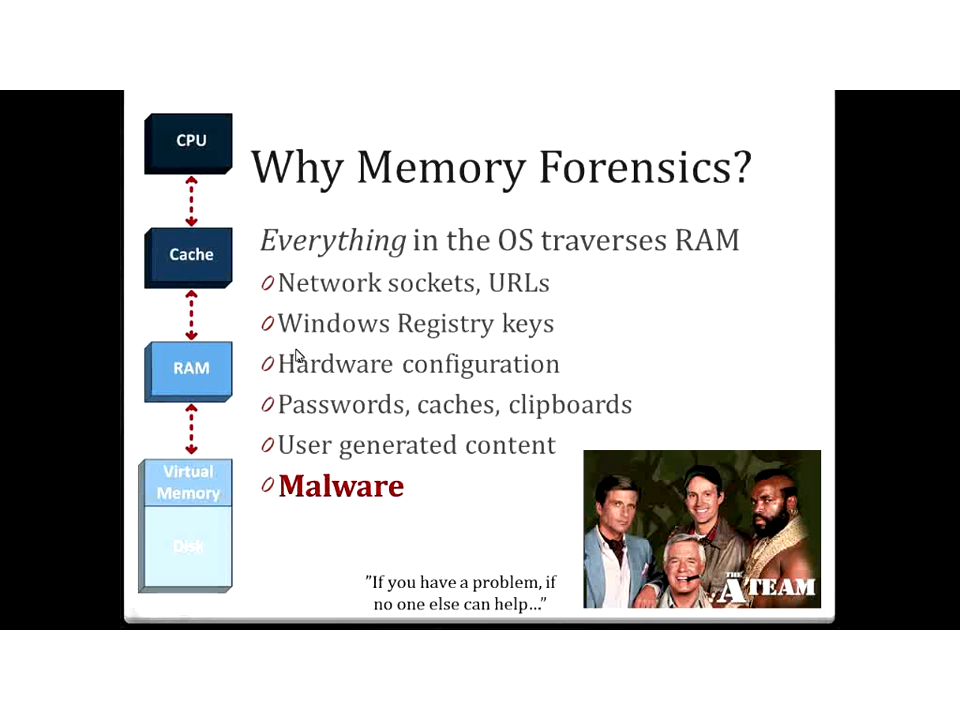 CPU
Cache
RAM
Virtual
Memory
Disk
Why Memory Forensics?
Everything in the OS traverses RAM
Network sockets, URLs
Windows Registry keys
Hardware configuration
Passwords, caches, clipboards
User generated content
Malware
"If you have a problem, if
no one else can help..."
THE
A TEAM